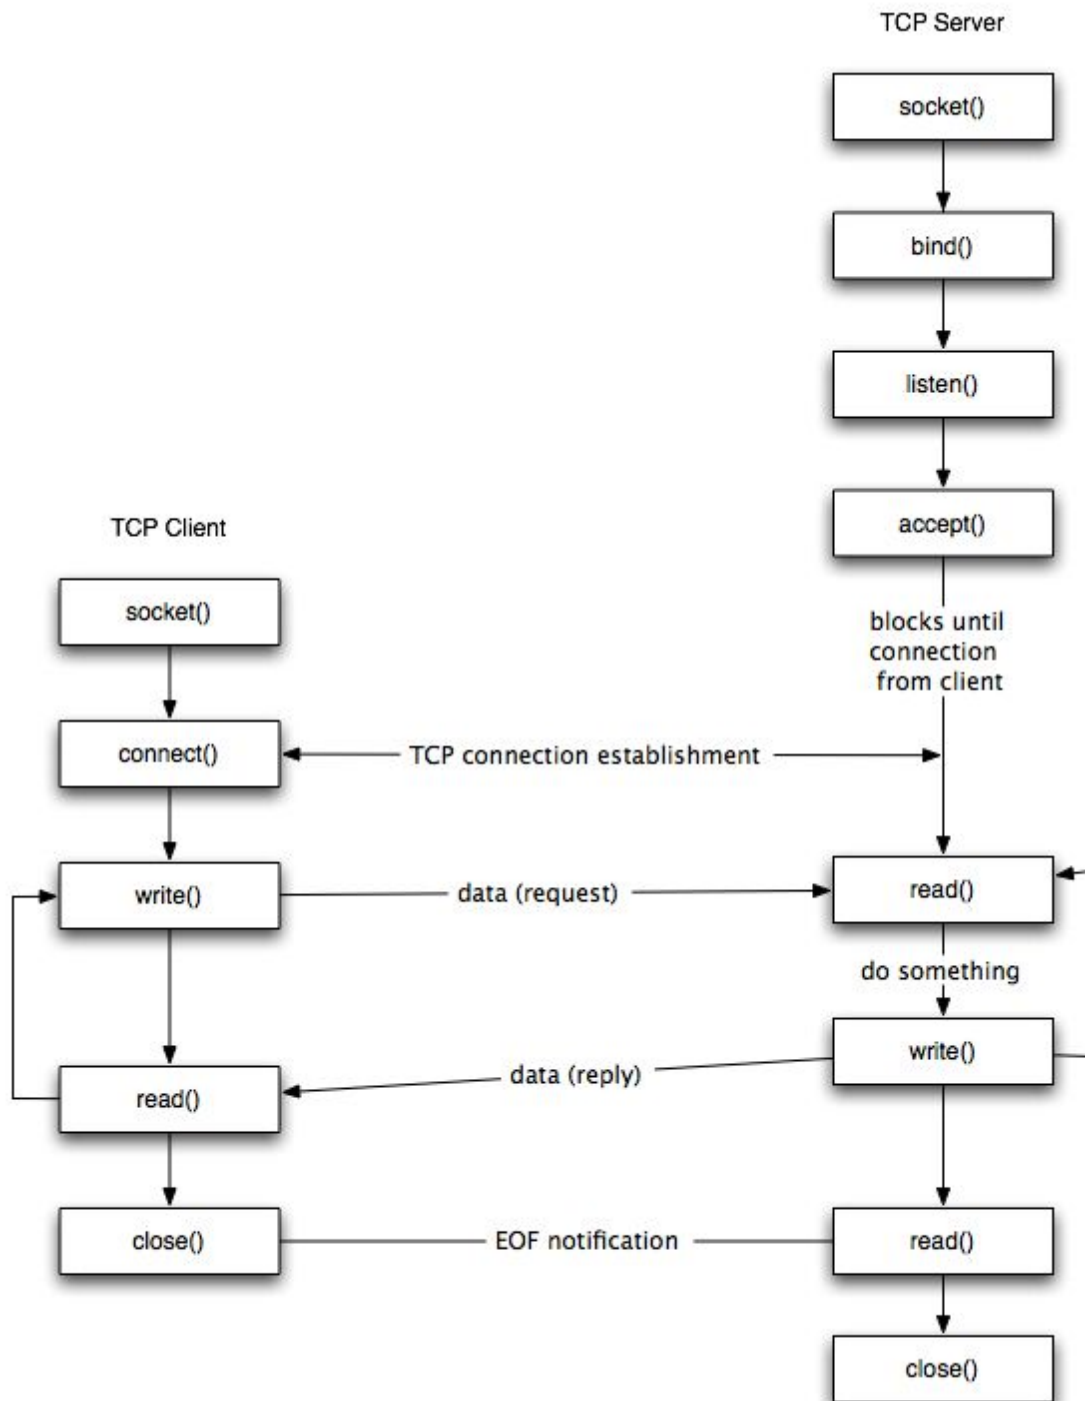 TCP Server
socket()
bind()
listen()
accept()
TCP Client
blocks until
connection
from client
socket()
connect()
TCP connection establishment
write()
data (request)
read()
do something
write()
data (reply)
read()
close()
EOF notification
read()
close()